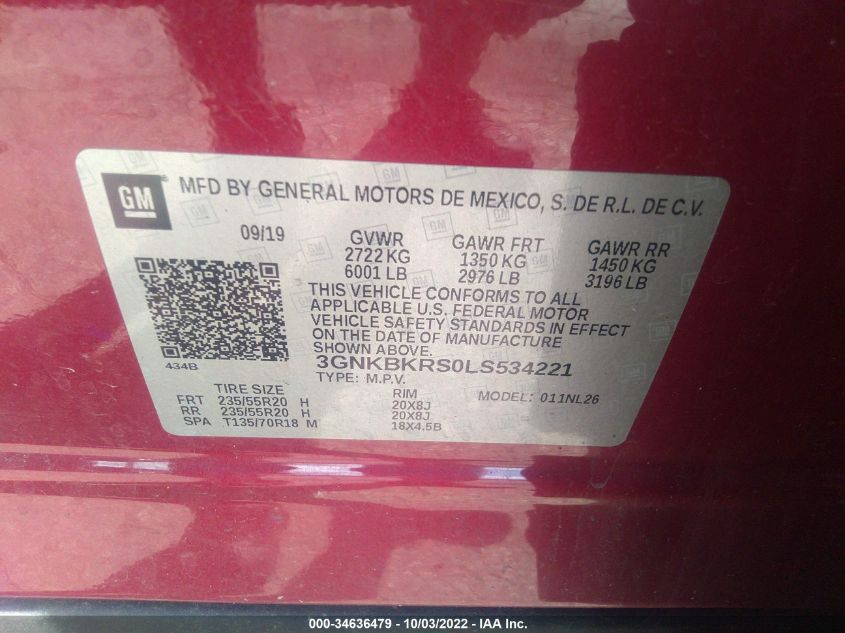 GM
MFD BY GENERAL MOTORS DE MEXICO, S. DE R.L. DE C.V.
09/19
GVWR GAWR FRT GAWR RR
2722 KG 1350 KG 1450 KG
6001 LB 2976 LB 3196 LB
THIS VEHICLE CONFORMS TO ALL
APPLICABLE U.S. FEDERAL MOTOR
VEHICLE SAFETY STANDARDS IN EFFECT
ON THE DATE OF MANUFACTURE
SHOWN ABOVE.
434B
3GNKBKRS0LS534221
TYPE: M.P.V.
MODEL: 011NL26
TIRE SIZE RIM
FRT 235/55R20 H 20X8J
RR 235/55R20 H 20X8J
SPA T135/70R18 M 18X4.5B
000-34636479 - 10/03/2022 - IAA Inc.